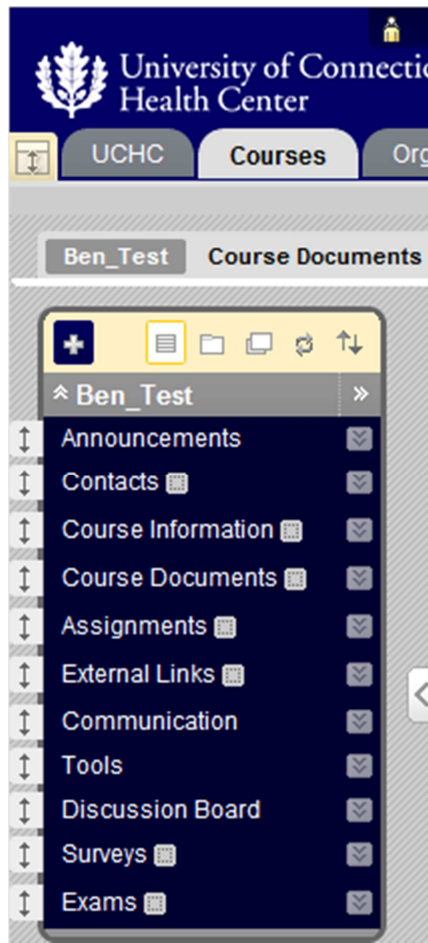 University of Connectic
Health Center
UCHC
Courses
Org
Ben_Test Course Documents
Ben_Test
Announcements
Contacts
Course Information
Course Documents
Assignments
External Links
Communication
Tools
Discussion Board
Surveys
Exams